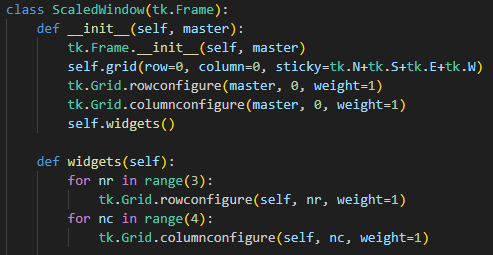 class ScaledWindow(tk.Frame):
    def __init__(self, master):
        tk.Frame.__init__(self, master)
        self.grid(row=0, column=0, sticky=tk.N+tk.S+tk.E+tk.W)
        tk.Grid.rowconfigure(master, 0, weight=1)
        tk.Grid.columnconfigure(master, 0, weight=1)
        self.widgets()

    def widgets(self):
        for nr in range(3):
            tk.Grid.rowconfigure(self, nr, weight=1)
        for nc in range(4):
            tk.Grid.columnconfigure(self, nc, weight=1)